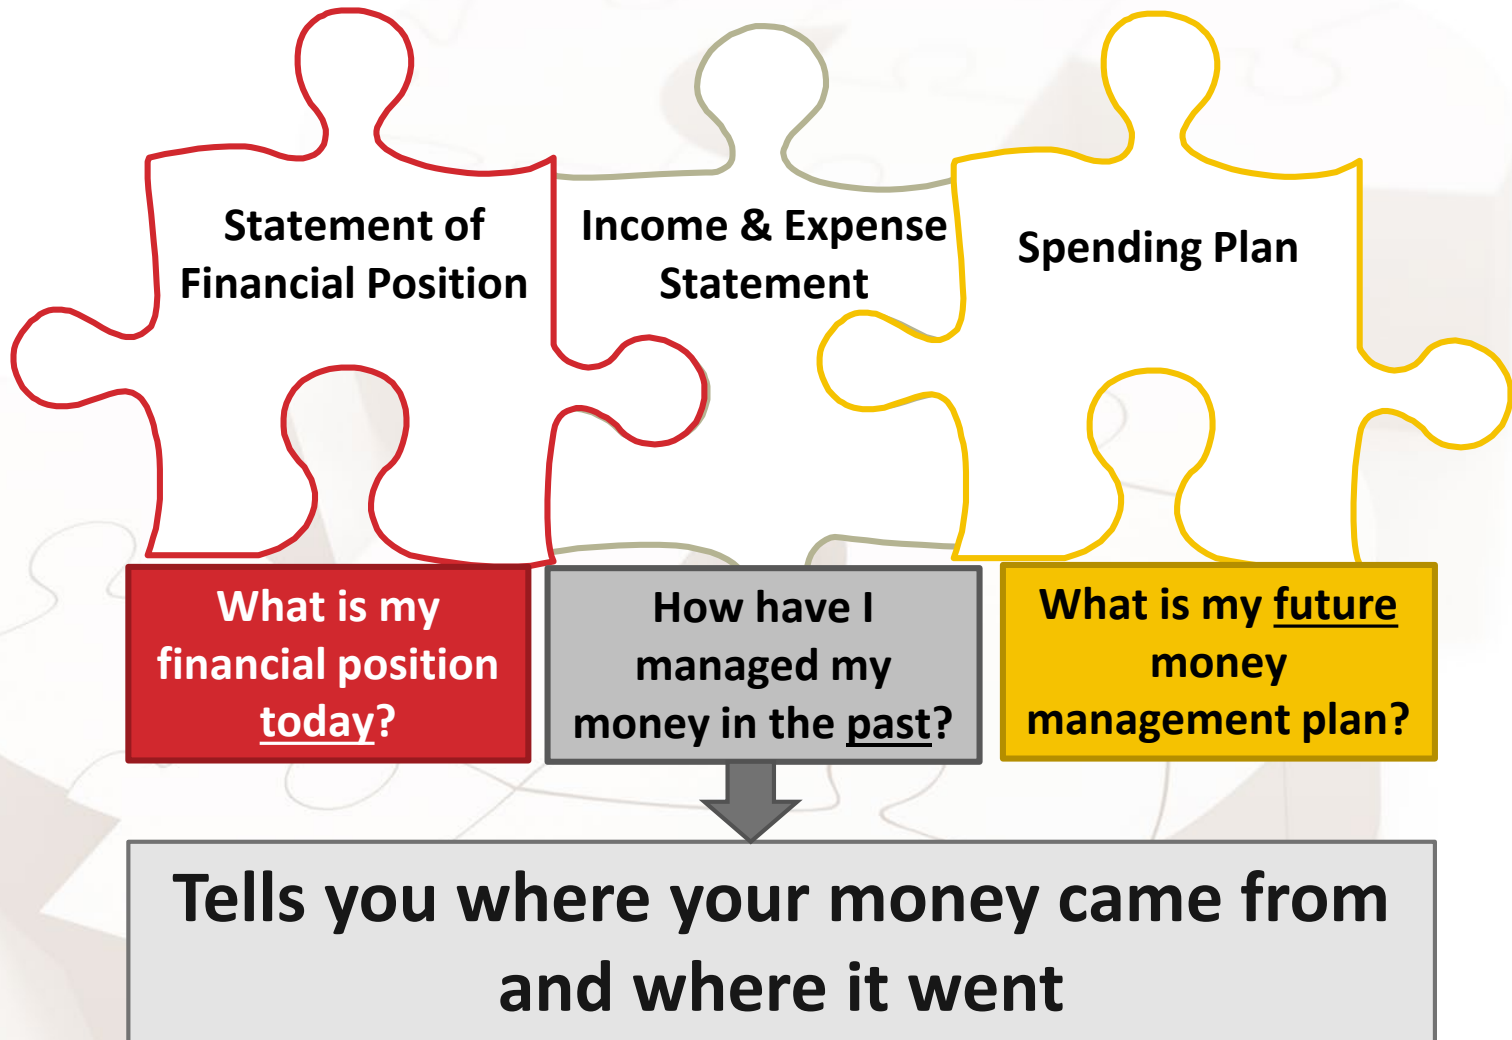 Statement of
Financial Position
Income & Expense
Statement
Spending Plan
What is my
financial position
today?
How have I
managed my
money in the past?
What is my future
money
management plan?
Tells you where your money came from
and where it went